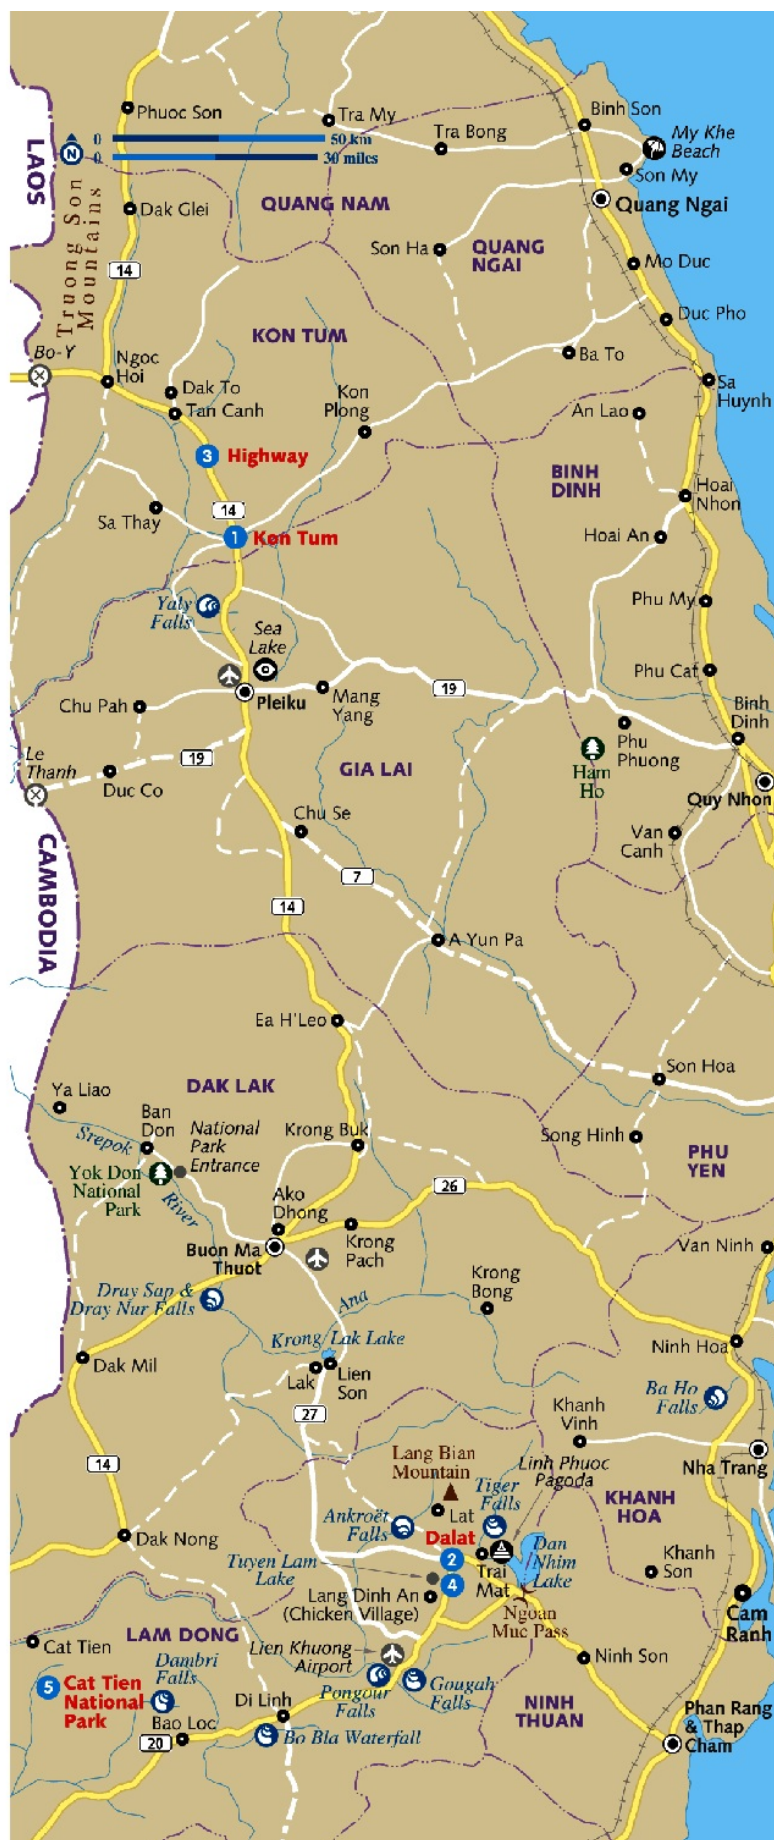 Phuoc Son
Tra My
Binh Son
0
50 km
N
0
30 miles
Tra Bong
My Khe
Beach
LAOS
Son My
Truong Son
Mountains
Dak Glei
QUANG NAM
Quang Ngai
Son Ha
QUANG
NGAI
14
Mo Duc
Duc Pho
KON TUM
Bo-Y
Ngoc
Hoi
Ba To
Dak To
Tan Canh
Kon
Plong
Sa
Huynh
An Lao
3
Highway
BINH
DINH
Hoai
Nhon
14
Sa Thay
1
Kon Tum
Hoai An
Yaly
Falls
Phu My
Sea
Lake
Phu Cat
19
Chu Pah
Pleiku
Mang
Yang
Binh
Dinh
Le
Thanh
19
GIA LAI
Phu
Phuong
Duc Co
Ham
Ho
Quy Nhon
Chu Se
Van
Canh
CAMBODIA
7
14
A Yun Pa
Ea H'Leo
Son Hoa
DAK LAK
Ya Liao
Ban
Don
National
Park
Entrance
Srepok
Krong Buk
Song Hinh
PHU
YEN
Yok Don
National
Park
River
26
Ako
Dhong
Buon Ma
Thuot
Krong
Pach
Van Ninh
Dray Sap &
Dray Nur Falls
Krong
Bong
Ana
Krong
Lak Lake
Ninh Hoa
Dak Mil
Lak
Lien
Son
Ba Ho
Falls
27
Khanh
Vinh
14
Lang Bian
Mountain
Linh Phuoc
Pagoda
Nha Trang
Tiger
Falls
KHANH
HOA
Ankroët
Falls
Lat
Dak Nong
Dalat
2
Dan
Nhim
Lake
Tuyen Lam
Lake
Trai
Mat
4
Khanh
Son
Lang Dinh An
(Chicken Village)
Ngoan
Muc Pass
Cam
Ranh
LAM DONG
Cat Tien
Lien Khuong
Airport
Ninh Son
Dambri
Falls
5
Cat Tien
National
Park
Pongour
Falls
Gougah
Falls
NINH
THUAN
Di Linh
Phan Rang
& Thap
Cham
Bao Loc
Bo Bla Waterfall
20